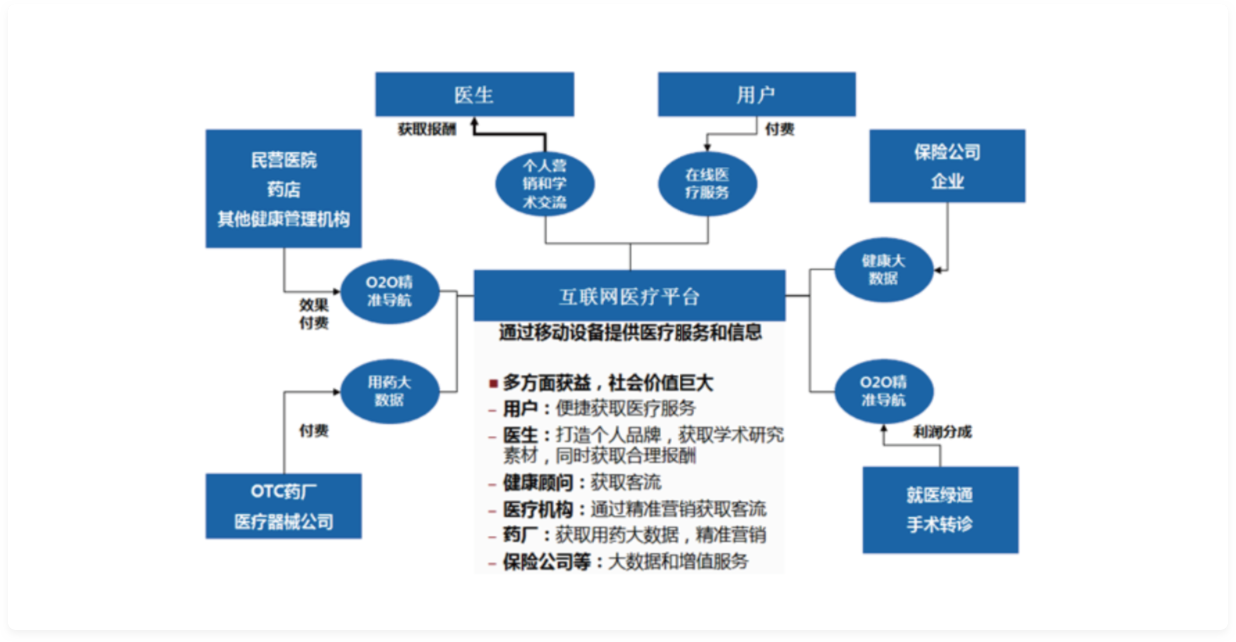 医生
用户
获取报酬
付费
民营医院
药店
其他健康管理机构
个人营
销和学
术交流
在线医
疗服务
保险公司
企业
O2O精
准导航
健康大
数据
效果
付费
互联网医疗平台
通过移动设备提供医疗服务和信息
用药大
数据
O2O精
准导航
付费
利润分成
OTC药厂
医疗器械公司
就医绿通
手术转诊
■ 多方面获益，社会价值巨大
– 用户：便捷获取医疗服务
– 医生：打造个人品牌，获取学术研究
素材，同时获取合理报酬
– 健康顾问：获取客流
– 医疗机构：通过精准营销获取客流
– 药厂：获取用药大数据，精准营销
– 保险公司等：大数据和增值服务